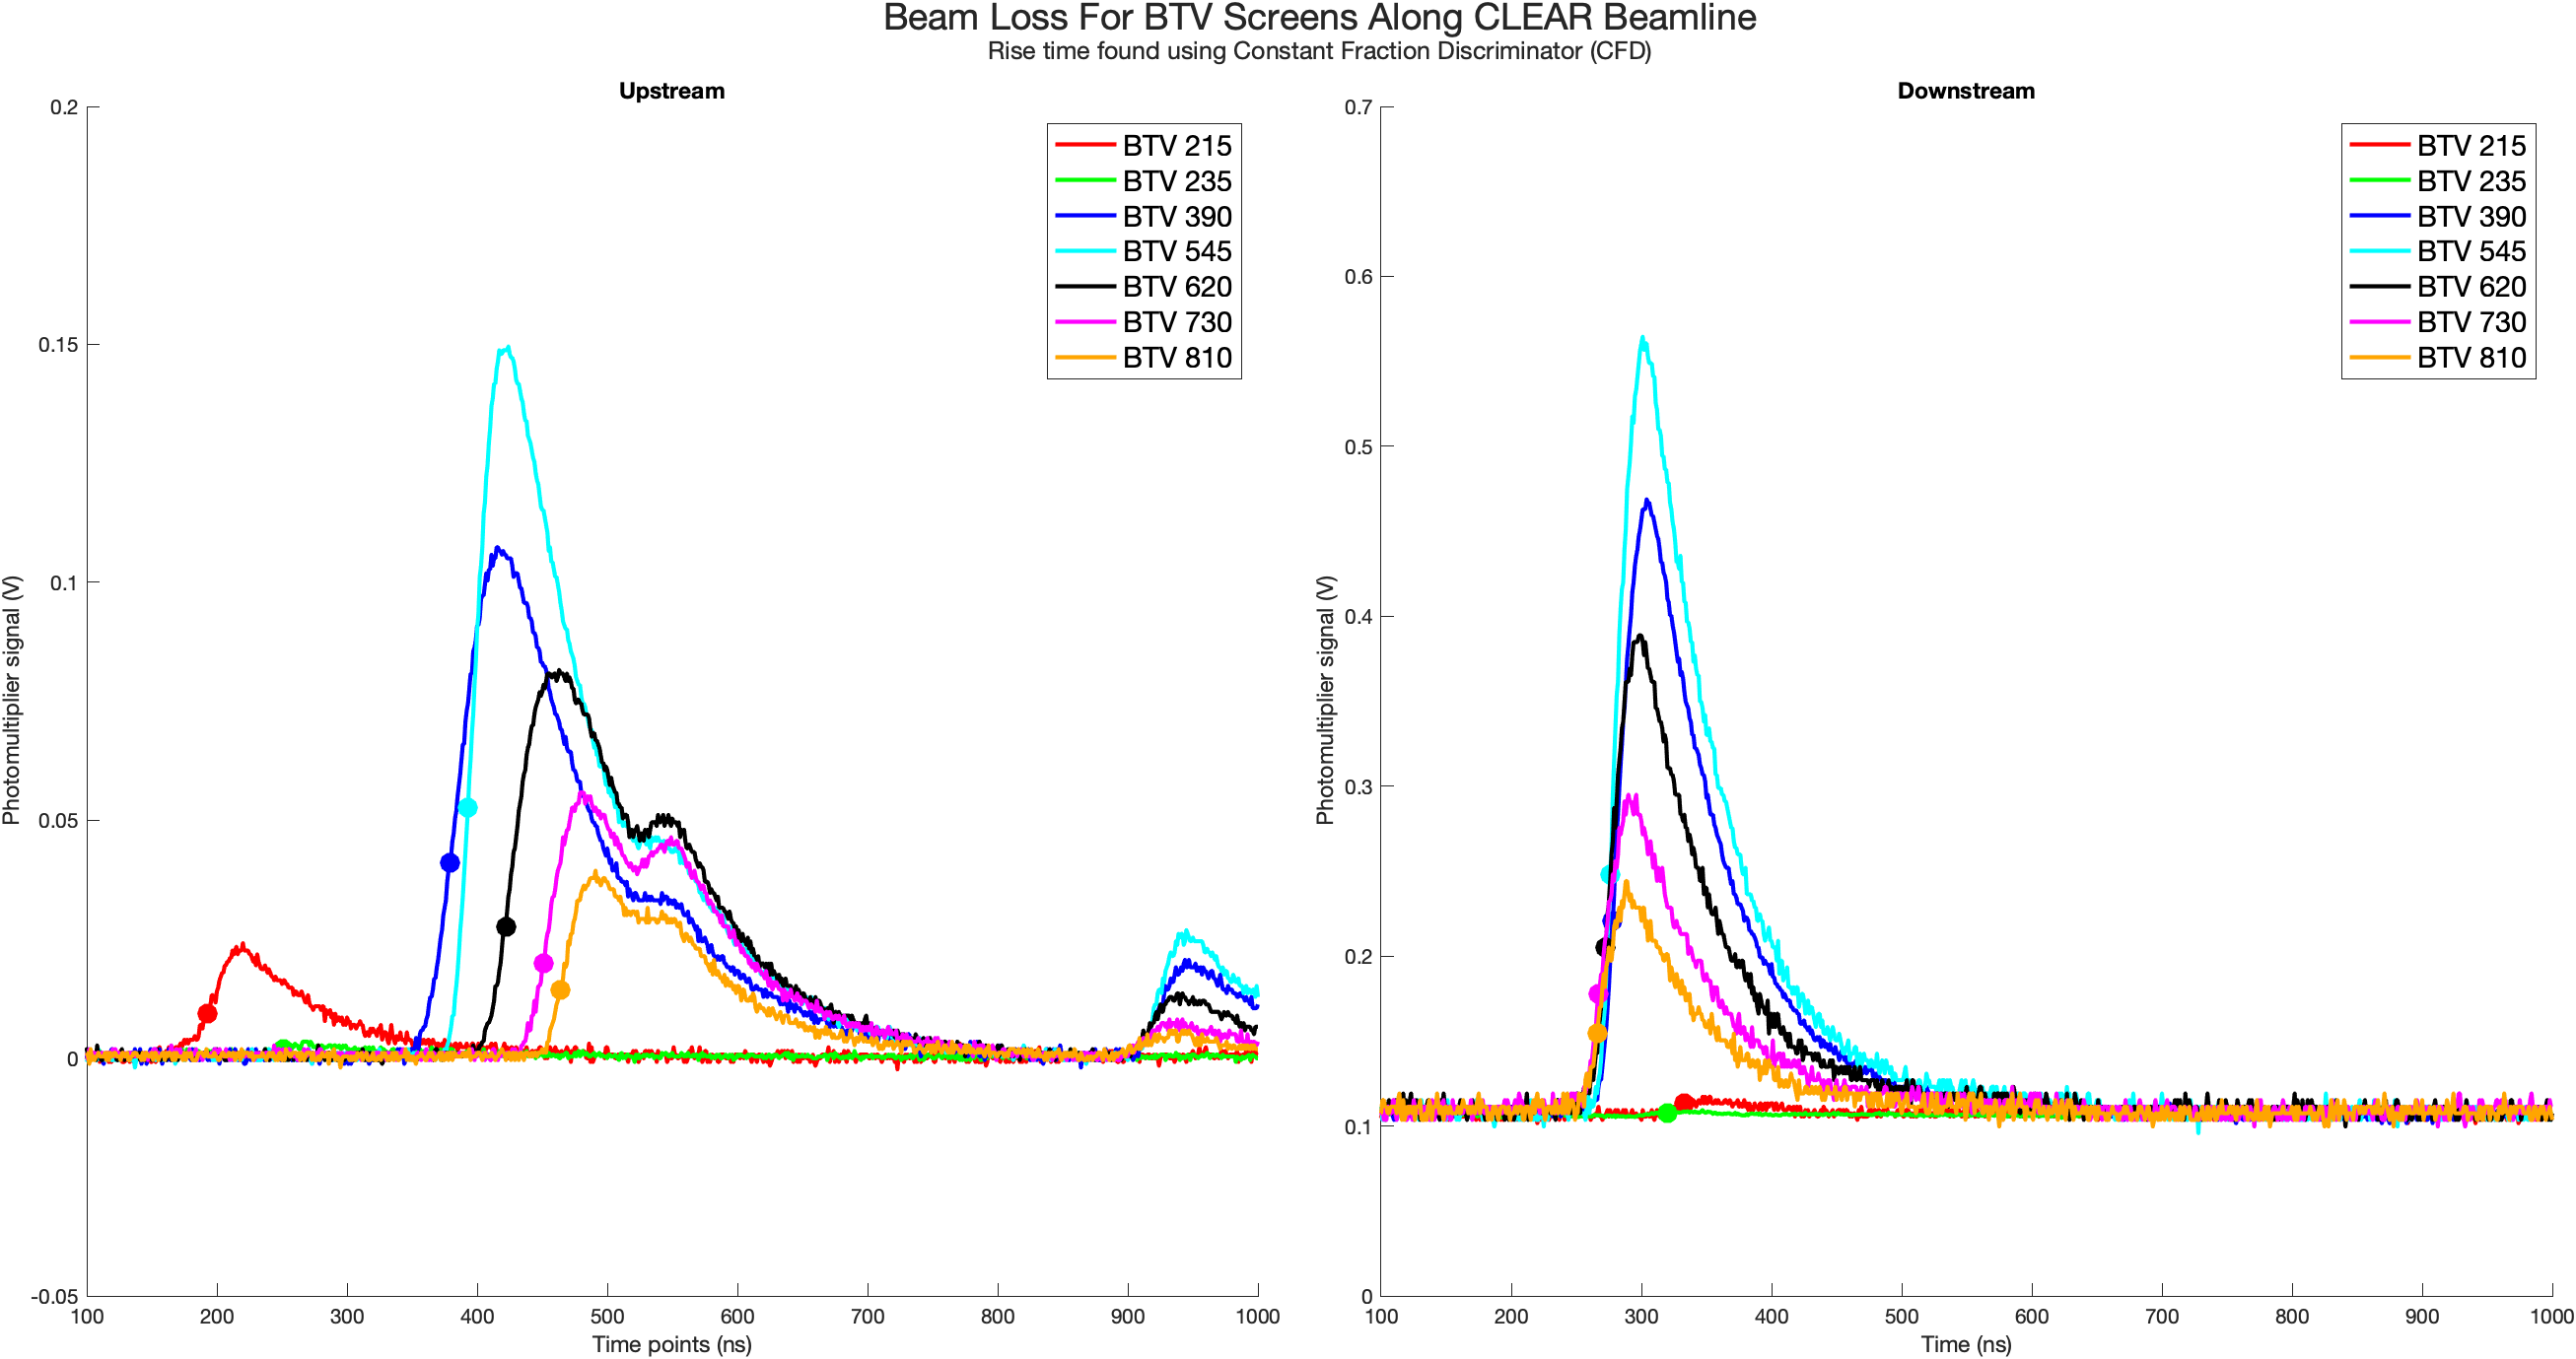 Beam Loss For BTV Screens Along CLEAR Beamline
Rise time found using Constant Fraction Discriminator (CFD)
Upstream
Photomultiplier signal (V)
0.2
0.15
0.1
0.05
0
-0.05
100 200 300 400 500 600 700 800 900 1000
Time points (ns)
BTV 215
BTV 235
BTV 390
BTV 545
BTV 620
BTV 730
BTV 810
Downstream
Photomultiplier signal (V)
0.7
0.6
0.5
0.4
0.3
0.2
0.1
0
100 200 300 400 500 600 700 800 900 1000
Time (ns)
BTV 215
BTV 235
BTV 390
BTV 545
BTV 620
BTV 730
BTV 810